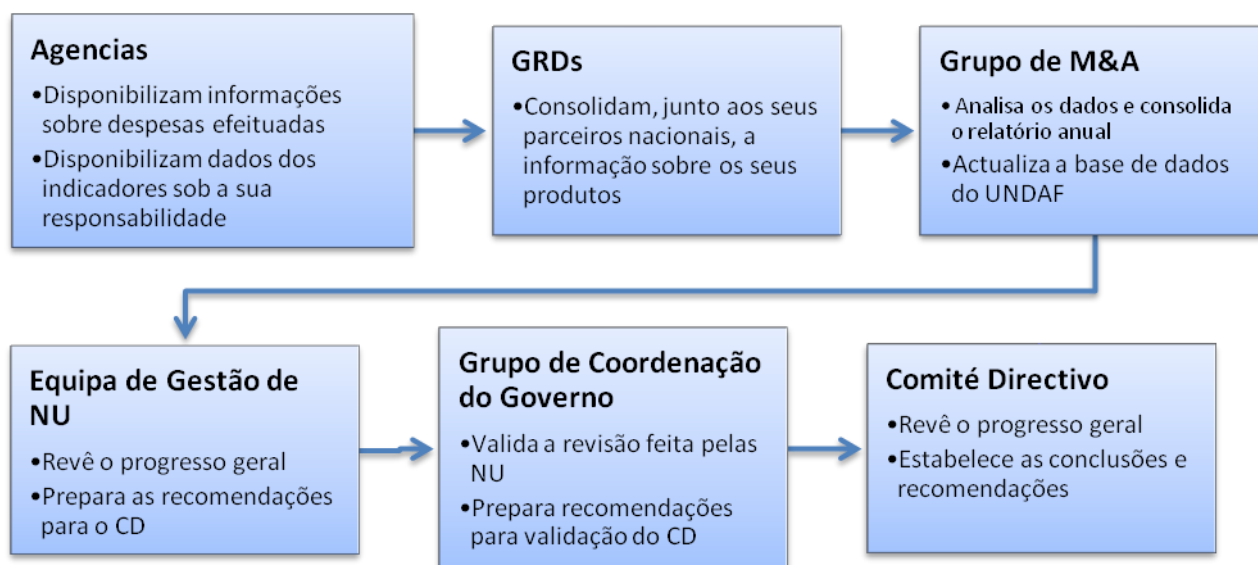 Agencias
•Disponibilizam informações
sobre despesas efeituadas
•Disponibilizam dados dos
indicadores sob a sua
responsabilidade
GRDs
•Consolidam, junto aos seus
parceiros nacionais, a
informação sobre os seus
produtos
Grupo de M&A
•Analisa os dados e consolida
o relatório anual
•Actualiza a base de dados
do UNDAF
Equipa de Gestão de
NU
•Revê o progresso geral
•Prepara as recomendações
para o CD
Grupo de Coordenação
do Governo
•Valida a revisão feita pelas
NU
•Prepara recomendações
para validação do CD
Comité Directivo
•Revê o progresso geral
•Estabelece as conclusões e
recomendações